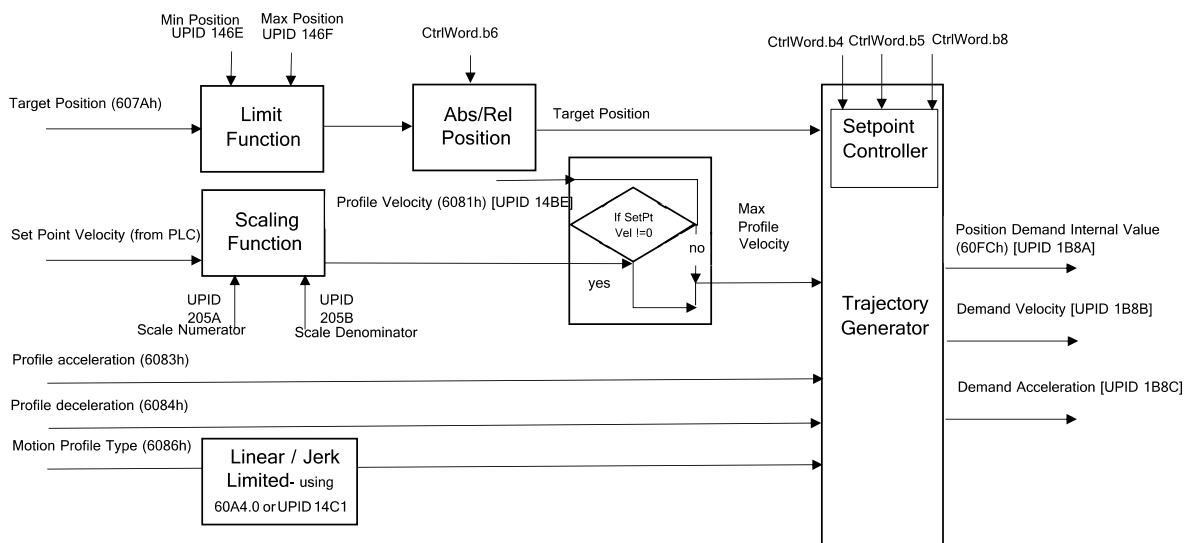 Min Position
UPID 146E
Max Position
UPID 146F
CtrlWord.b6
CtrlWord.b4
CtrlWord.b5
CtrlWord.b8
Target Position (607Ah)
Limit
Function
Abs/Rel
Position
Target Position
Setpoint
Controller
Profile Velocity (6081h) [UPID 14BE]
Set Point Velocity (from PLC)
Scaling
Function
If SetPt
Vel !=0
no
yes
Max
Profile
Velocity
Position Demand Internal Value
(60FCh) [UPID 1B8A]
UPID
205A
Scale Numerator
UPID
205B
Scale Denominator
Trajectory
Generator
Demand Velocity [UPID 1B8B]
Profile acceleration (6083h)
Demand Acceleration [UPID 1B8C]
Profile deceleration (6084h)
Motion Profile Type (6086h)
Linear / Jerk
Limited- using
60A4.0 or UPID 14C1